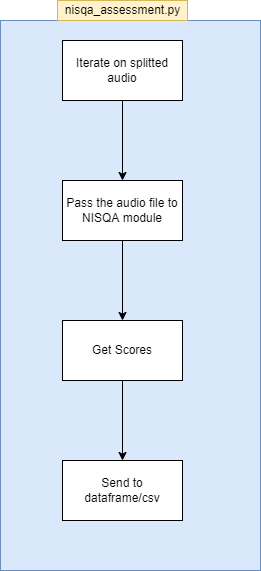 nisqa_assessment.py
Iterate on splitted
audio
Pass the audio file to
NISQA module
Get Scores
Send to
dataframe/csv